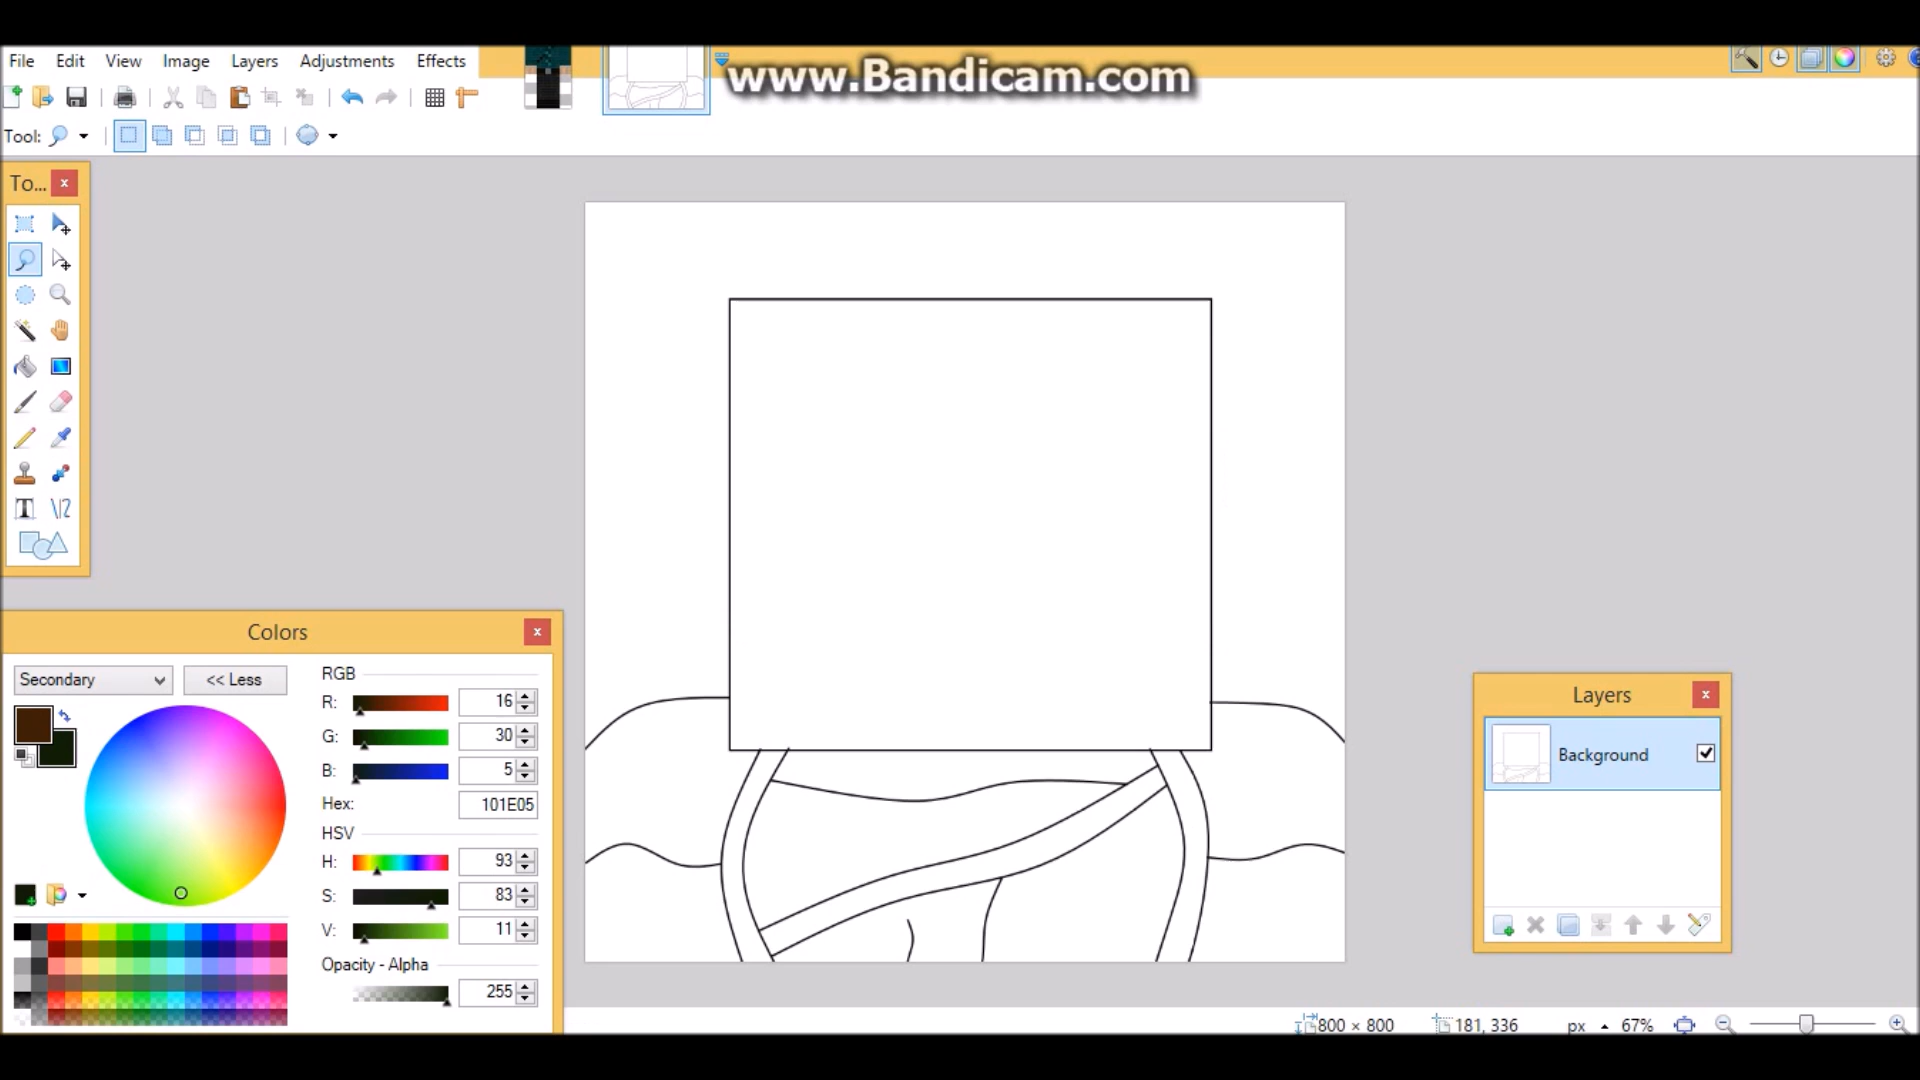 File Edit View Image Layers Adjustments Effects
www.Bandicam.com
Tool:
To...
Colors
Secondary
<< Less
RGB
R: 16
G: 30
B: 5
Hex: 101E05
HSV
H: 93
S: 83
V: 11
Opacity - Alpha
255
Layers
Background
800 × 800
181, 336
px
67%